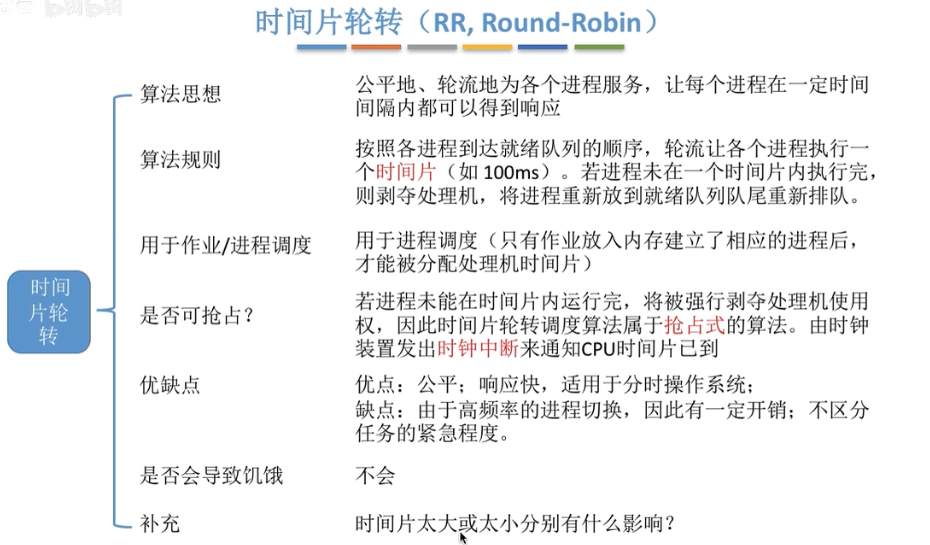 时间片轮转（RR, Round-Robin）
算法思想
公平地、轮流地为各个进程服务，让每个进程在一定时间
间隔内都可以得到响应
算法规则
按照各进程到达就绪队列的顺序，轮流让各个进程执行一
个时间片（如 100ms）。若进程未在一个时间片内执行完，
则剥夺处理机，将进程重新放到就绪队列队尾重新排队。
用于作业/进程调度
用于进程调度（只有作业放入内存建立了相应的进程后，
才能被分配处理机时间片）
时间
片轮
转
是否可抢占？
若进程未能在时间片内运行完，将被强行剥夺处理机使用
权，因此时间片轮转调度算法属于抢占式的算法。由时钟
装置发出时钟中断来通知CPU时间片已到
优缺点
优点：公平；响应快，适用于分时操作系统；
缺点：由于高频率的进程切换，因此有一定开销；不区分
任务的紧急程度。
是否会导致饥饿
不会
补充
时间片太大或太小分别有什么影响？